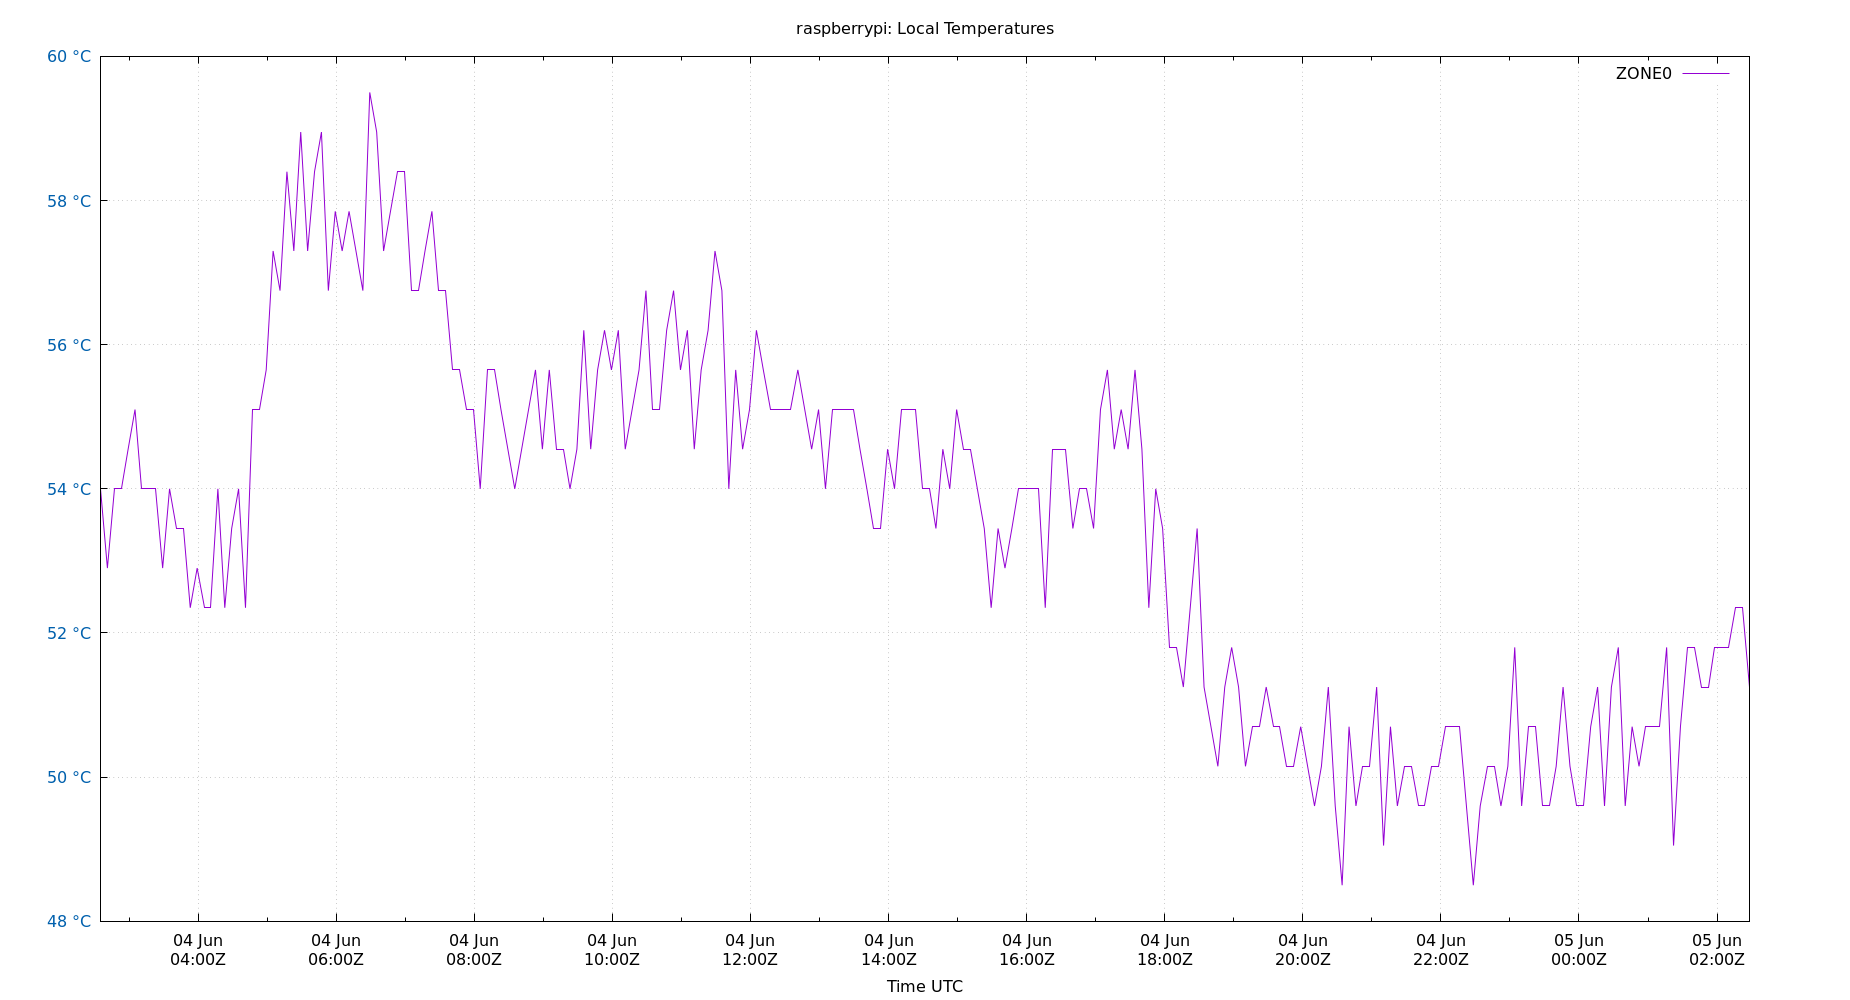 raspberrypi: Local Temperatures
60 °C
ZONE0
58 °C
56 °C
54 °C
52 °C
50 °C
48 °C
04 Jun 04 Jun 04 Jun 04 Jun 04 Jun 04 Jun 04 Jun 04 Jun 04 Jun 04 Jun 05 Jun 05 Jun
04:00Z 06:00Z 08:00Z 10:00Z 12:00Z 14:00Z 16:00Z 18:00Z 20:00Z 22:00Z 00:00Z 02:00Z
Time UTC